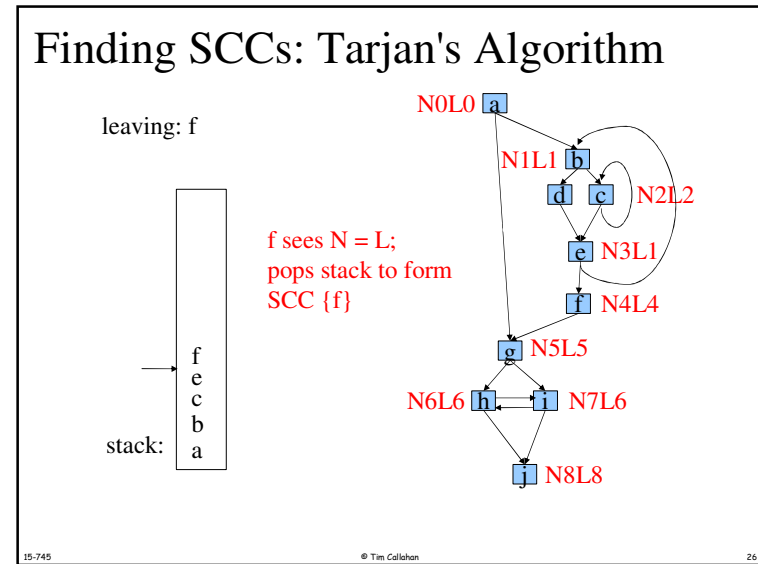 Finding SCCs: Tarjan's Algorithm
leaving: f
N0L0 a
N1L1 b
d c N2L2
f sees N = L;
pops stack to form
SCC {f}
e N3L1
f N4L4
g N5L5
N6L6 h i N7L6
j N8L8
f
e
c
b
stack: a
15-745 © Tim Callahan 26